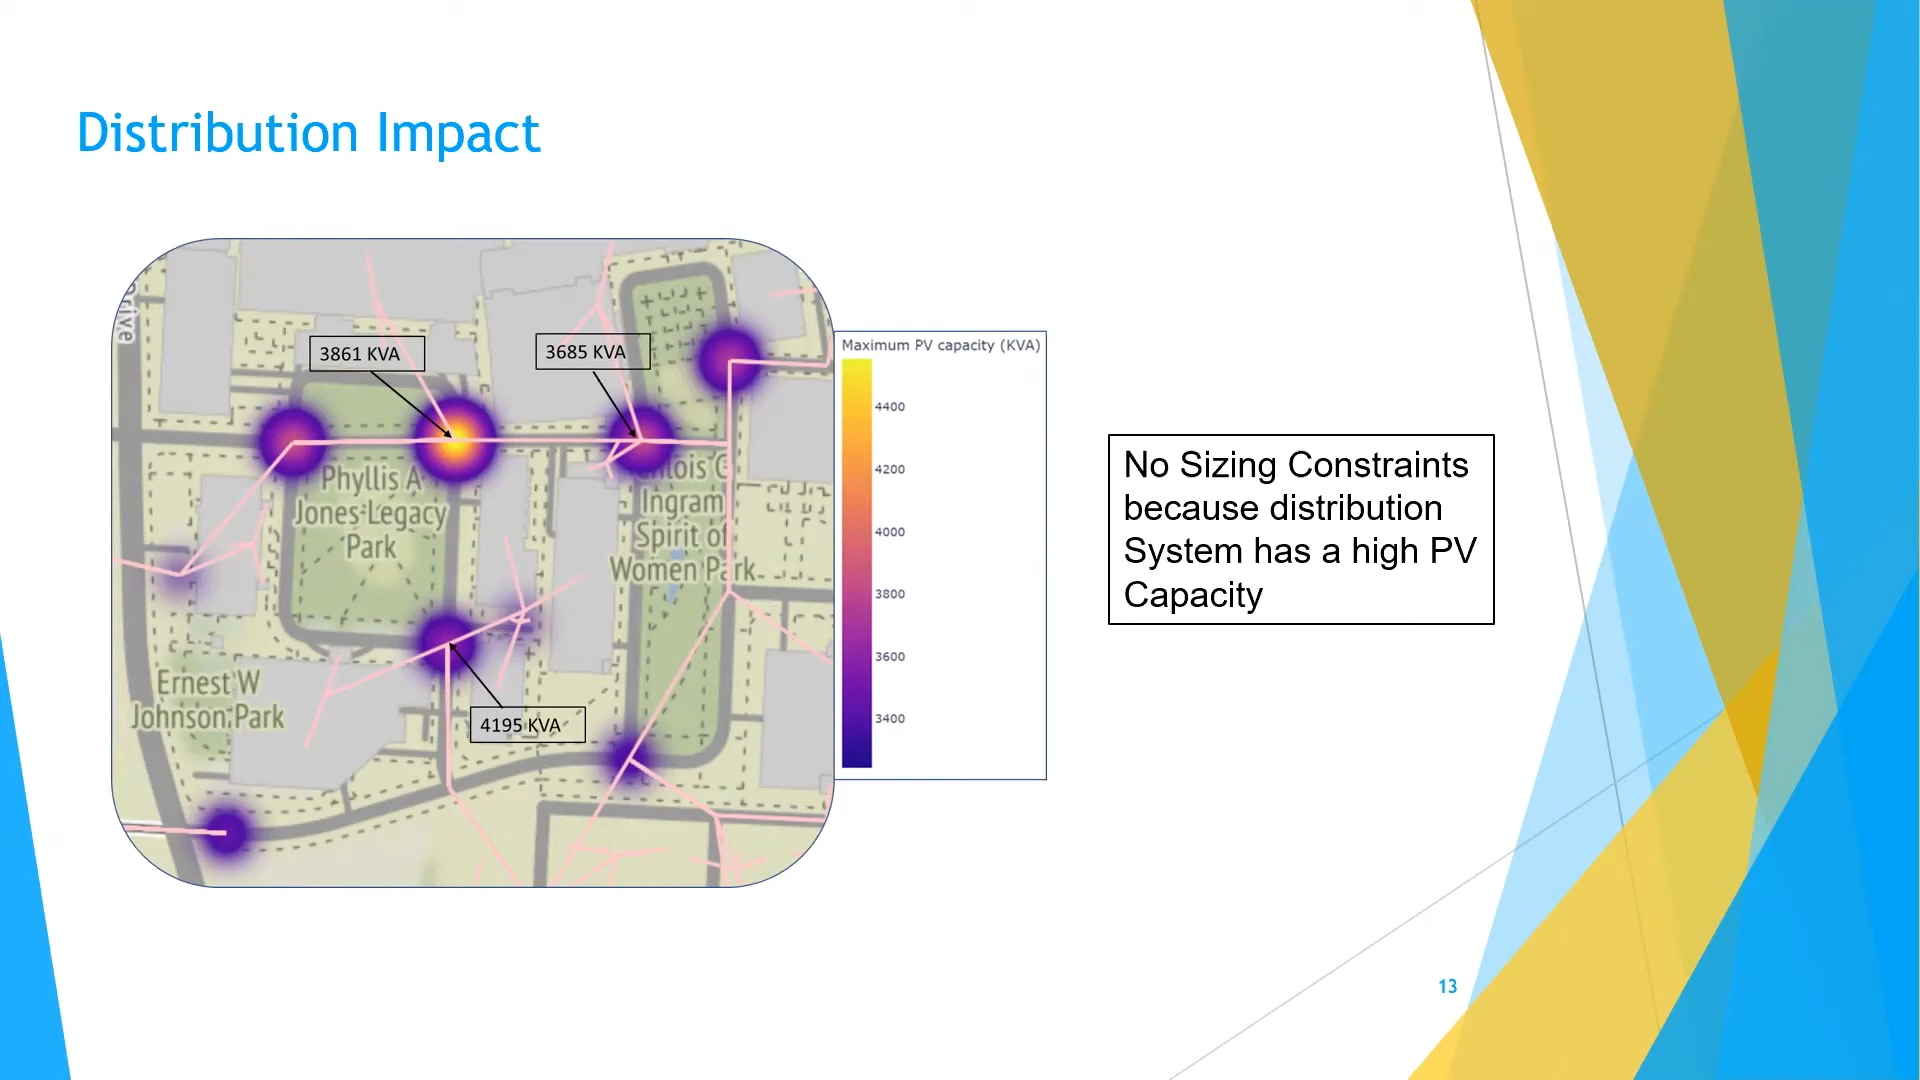 Distribution Impact
Drive
3861 KVA
3685 KVA
Maximum PV capacity (KVA)
4400
4200
4000
3800
3600
3400
Phyllis A
Jones Legacy
Park
Ingram
Spirit of
Women Park
Ernest W
Johnson Park
4195 KVA
No Sizing Constraints
because distribution
System has a high PV
Capacity
13